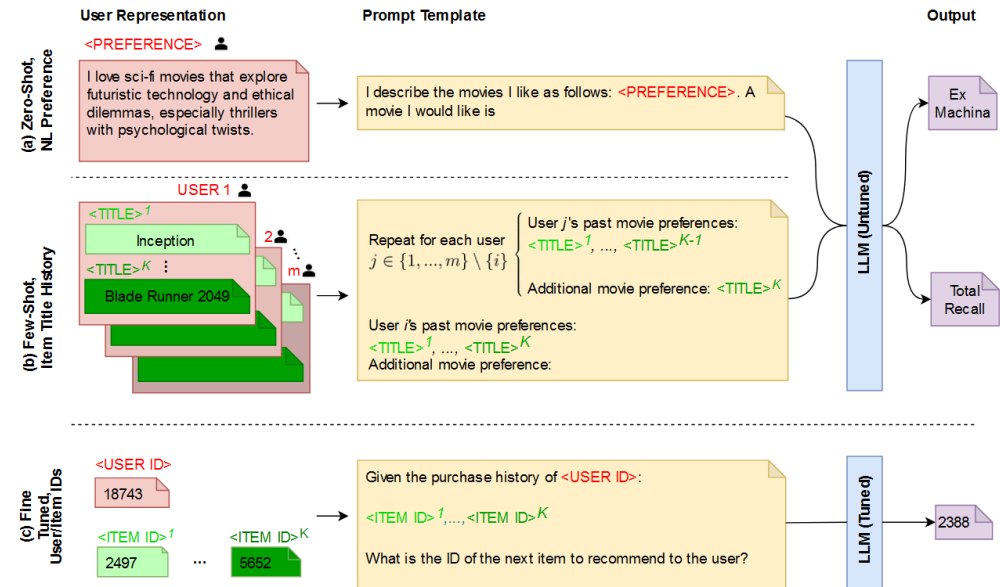 User Representation
Prompt Template
Output
(a) Zero-Shot,
NL Preference
<PREFERENCE>
I love sci-fi movies that explore
futuristic technology and ethical
dilemmas, especially thrillers
with psychological twists.
I describe the movies I like as follows: <PREFERENCE>. A
movie I would like is
LLM (Untuned)
Ex
Machina
(b) Few-Shot,
Item Title History
USER 1
2
m
<TITLE>^1
Inception
<TITLE>^K
Blade Runner 2049
Repeat for each user
j ∈ {1, ..., m} \ {i}
User j's past movie preferences:
<TITLE>^1, ..., <TITLE>^{K-1}
Additional movie preference: <TITLE>^K
User i's past movie preferences:
<TITLE>^1, ..., <TITLE>^K
Additional movie preference:
Total
Recall
(c) Fine
Tuned,
User/Item IDs
<USER ID>
18743
<ITEM ID>^1
2497
...
<ITEM ID>^K
5652
Given the purchase history of <USER ID>:
<ITEM ID>^1,...,<ITEM ID>^K
What is the ID of the next item to recommend to the user?
LLM (Tuned)
2388